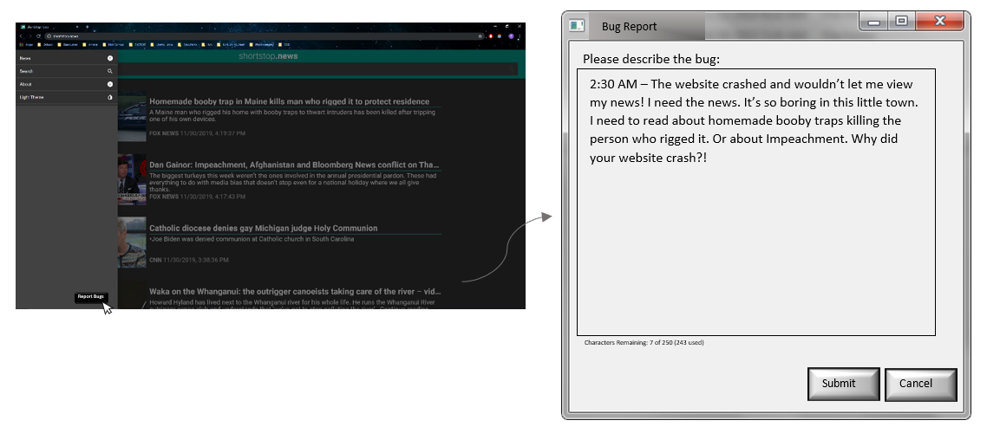 shortstop.news
shortstop.news
News
Search
About
Light Theme
Homemade booby trap in Maine kills man who rigged it to protect residence
A Maine man who rigged his home with booby traps to thwart intruders has been killed after tripping
one of his own devices.
FOX NEWS 11/30/2019, 4:19:37 PM
Dan Gainor: Impeachment, Afghanistan and Bloomberg News conflict on Tha...
The biggest turkeys this week weren't the ones involved in the annual presidential pardon. Those had
everything to do with media bias that doesn't stop even for a national holiday where we all give
thanks.
FOX NEWS 11/30/2019, 4:17:43 PM
Catholic diocese denies gay Michigan judge Holy Communion
•Joe Biden was denied communion at Catholic church in South Carolina
CNN 11/30/2019, 3:38:36 PM
Waka on the Whanganui: the outrigger canoeists taking care of the river – vid...
Howard Hyland has lived next to the Whanganui river for his whole life. He runs the Whanganui River
Report Bugs
Bug Report
Please describe the bug:
2:30 AM – The website crashed and wouldn't let me view
my news! I need the news. It's so boring in this little town.
I need to read about homemade booby traps killing the
person who rigged it. Or about Impeachment. Why did
your website crash?!
Characters Remaining: 7 of 250 (243 used)
Submit
Cancel